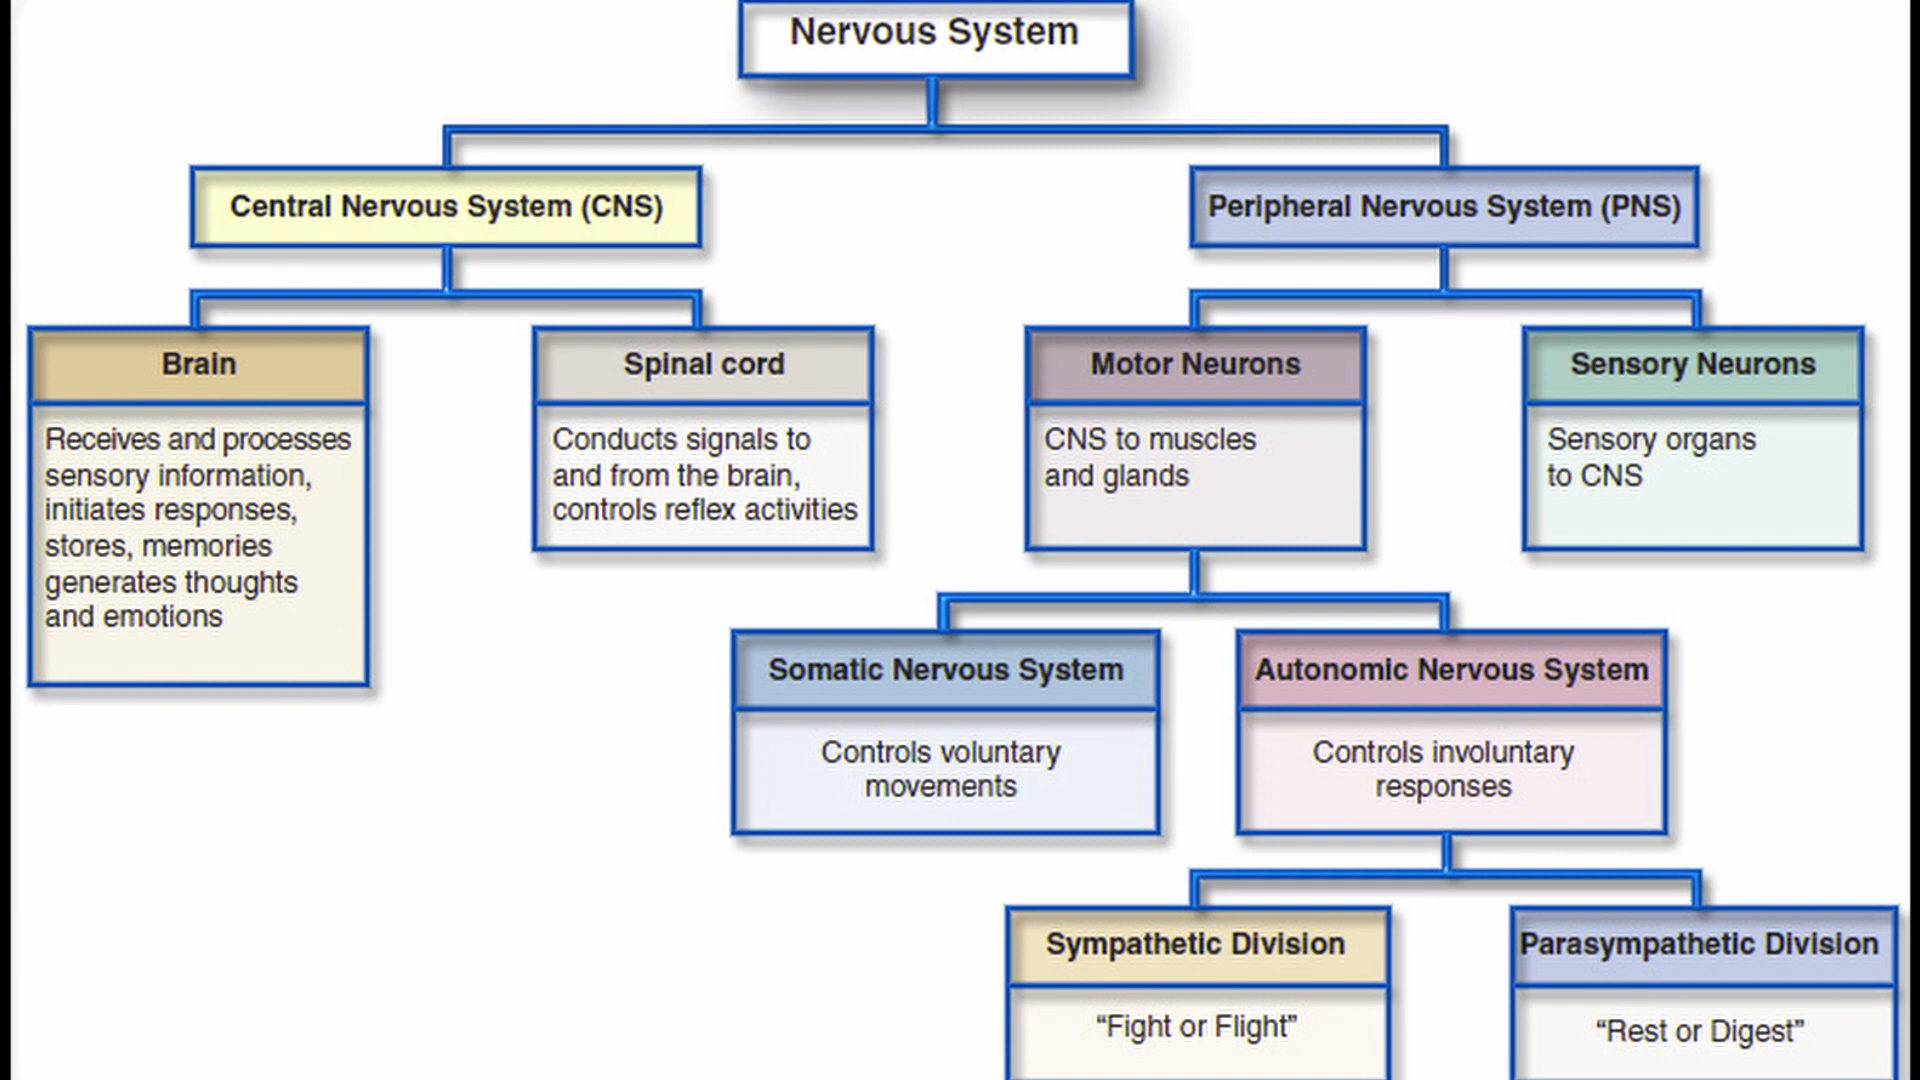 Nervous System
Central Nervous System (CNS)
Peripheral Nervous System (PNS)
Brain
Receives and processes
sensory information,
initiates responses,
stores, memories
generates thoughts
and emotions
Spinal cord
Conducts signals to
and from the brain,
controls reflex activities
Motor Neurons
CNS to muscles
and glands
Sensory Neurons
Sensory organs
to CNS
Somatic Nervous System
Controls voluntary
movements
Autonomic Nervous System
Controls involuntary
responses
Sympathetic Division
“Fight or Flight”
Parasympathetic Division
“Rest or Digest”